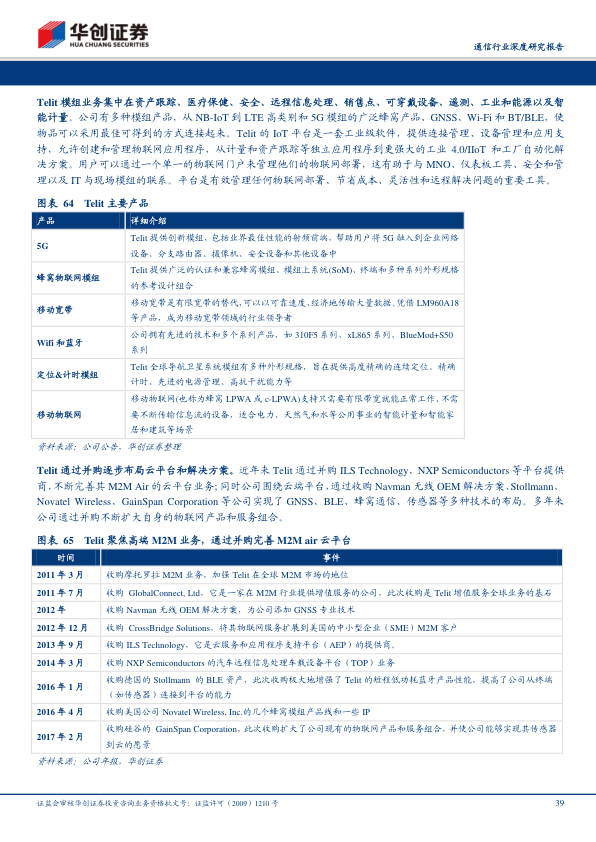 华创证券
HUA CHUANG SECURITIES
通信行业深度研究报告
Telit 模组业务集中在资产跟踪、医疗保健、安全、远程信息处理、销售点、可穿戴设备、遥测、工业和能源以及智
能计量。公司有多种模组产品，从 NB-IoT 到 LTE 高类别和 5G 模组的广泛蜂窝产品、GNSS、Wi-Fi 和 BT/BLE，使
物品可以采用最佳可得到的方式连接起来。Telit 的 IoT 平台是一套工业级软件，提供连接管理、设备管理和应用支
持，允许创建和管理物联网应用程序，从计量和资产跟踪等独立应用程序到更强大的工业 4.0/IIoT 和工厂自动化解
决方案。用户可以通过一个单一的物联网门户来管理他们的物联网部署，这有助于与 MNO、仪表板工具、安全和管
理以及 IT 与现场模组的联系。平台是有效管理任何物联网部署、节省成本、灵活性和远程解决问题的重要工具。
图表 64 Telit 主要产品
产品 详细介绍
5G Telit 提供创新模组，包括业界最佳性能的射频前端，帮助用户将 5G 融入到企业网络
设备、分支路由器、摄像机、安全设备和其他设备中
蜂窝物联网模组 Telit 提供广泛的认证和兼容蜂窝模组、模组上系统(SoM)、终端和多种系列外形规格
的参考设计组合
移动宽带 移动宽带是有限宽带的替代，可以以可靠速度、经济地传输大量数据。凭借 LM960A18
等产品，成为移动宽带领域的行业领导者
Wifi 和蓝牙 公司拥有先进的技术和多个系列产品，如 310F5 系列、xL865 系列、BlueMod+S50
系列
定位&计时模组 Telit 全球导航卫星系统模组有多种外形规格，旨在提供高度精确的连续定位、精确
计时、先进的电源管理、高抗干扰能力等
移动物联网 移动物联网(也称为蜂窝 LPWA 或 c-LPWA)支持只需要有限带宽就能正常工作，不需
要不断传输信息流的设备，适合电力、天然气和水等公用事业的智能计量和智能家
居和建筑等场景
资料来源：公司公告，华创证券整理
Telit 通过并购逐步布局云平台和解决方案。近年来 Telit 通过并购 ILS Technology、NXP Semiconductors 等平台提供
商，不断完善其 M2M Air 的云平台业务；同时公司围绕云端平台，通过收购 Navman 无线 OEM 解决方案、Stollmann、
Novatel Wireless、GainSpan Corporation 等公司实现了 GNSS、BLE、蜂窝通信、传感器等多种技术的布局。多年来
公司通过并购不断扩大自身的物联网产品和服务组合。
图表 65 Telit 聚焦高端 M2M 业务，通过并购完善 M2M air 云平台
时间 事件
2011 年 3 月 收购摩托罗拉 M2M 业务，加强 Telit 在全球 M2M 市场的地位
2011 年 7 月 收购 GlobalConnect, Ltd，它是一家在 M2M 行业提供增值服务的公司，此次收购是 Telit 增值服务全球业务的基石
2012 年 收购 Navman 无线 OEM 解决方案，为公司添加 GNSS 专业技术
2012 年 12 月 收购 CrossBridge Solutions，将其物联网服务扩展到美国的中小型企业（SME）M2M 客户
2013 年 9 月 收购 ILS Technology，它是云服务和应用程序支持平台（AEP）的提供商。
2014 年 3 月 收购 NXP Semiconductors 的汽车远程信息处理车载设备平台（TOP）业务
2016 年 1 月 收购德国的 Stollmann 的 BLE 资产，此次收购极大地增强了 Telit 的短程低功耗蓝牙产品性能，提高了公司从终端
（如传感器）连接到平台的能力
2016 年 4 月 收购美国公司 Novatel Wireless, Inc.的几个蜂窝模组产品线和一些 IP
2017 年 2 月 收购硅谷的 GainSpan Corporation，此次收购扩大了公司现有的物联网产品和服务组合，并使公司能够实现其传感器
到云的愿景
资料来源：公司年报，华创证券
证监会审核华创证券投资咨询业务资格批文号：证监许可（2009）1210 号 39